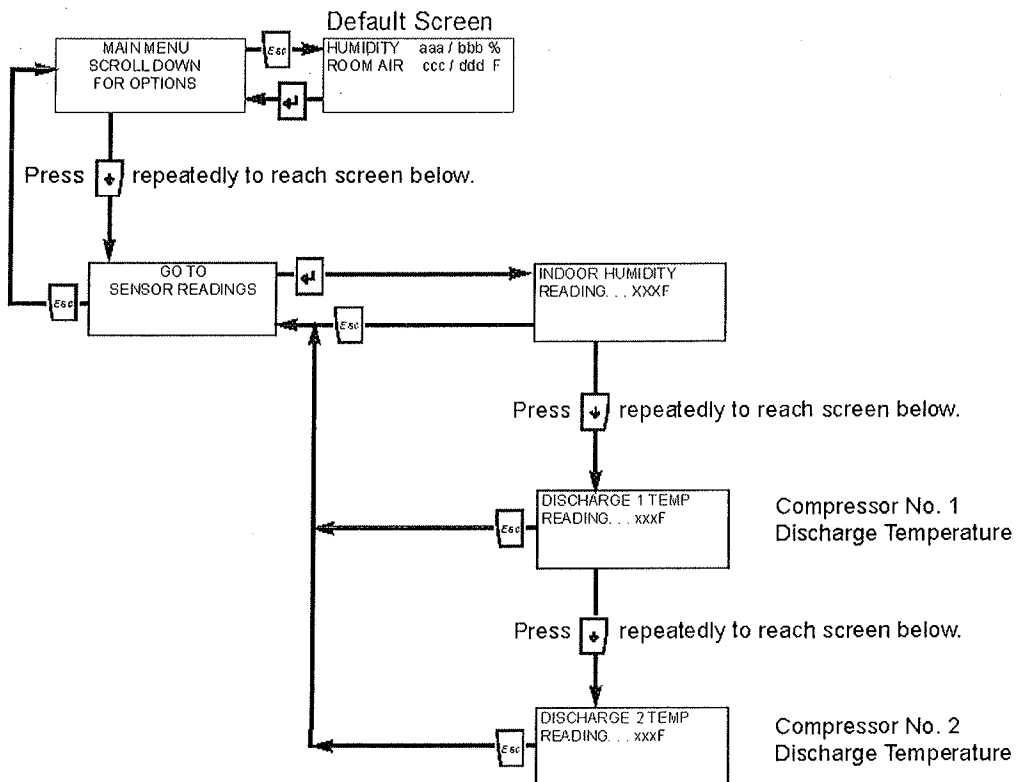 Default Screen
MAIN MENU
SCROLL DOWN
FOR OPTIONS
Esc
HUMIDITY aaa / bbb %
ROOM AIR ccc / ddd F
Press repeatedly to reach screen below.
GO TO
SENSOR READINGS
INDOOR HUMIDITY
READING. . . XXXF
Esc
Esc
Press repeatedly to reach screen below.
DISCHARGE 1 TEMP
READING. . . xxxF
Compressor No. 1
Discharge Temperature
Esc
Press repeatedly to reach screen below.
DISCHARGE 2 TEMP
READING. . . xxxF
Compressor No. 2
Discharge Temperature
Esc